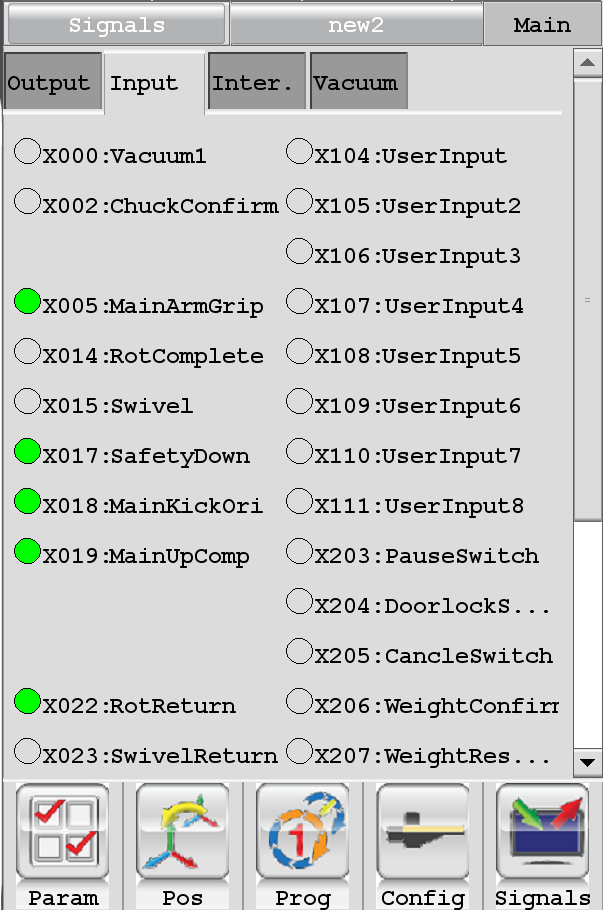 Signals new2 Main
Output Input Inter. Vacuum
X000:Vacuum1 X104:UserInput
X002:ChuckConfirm X105:UserInput2
X106:UserInput3
X005:MainArmGrip X107:UserInput4
X014:RotComplete X108:UserInput5
X015:Swivel X109:UserInput6
X017:SafetyDown X110:UserInput7
X018:MainKickOri X111:UserInput8
X019:MainUpComp X203:PauseSwitch
X204:DoorlockS...
X205:CancleSwitch
X022:RotReturn X206:WeightConfirm
X023:SwivelReturn X207:WeightRes...
1
Param Pos Prog Config Signals